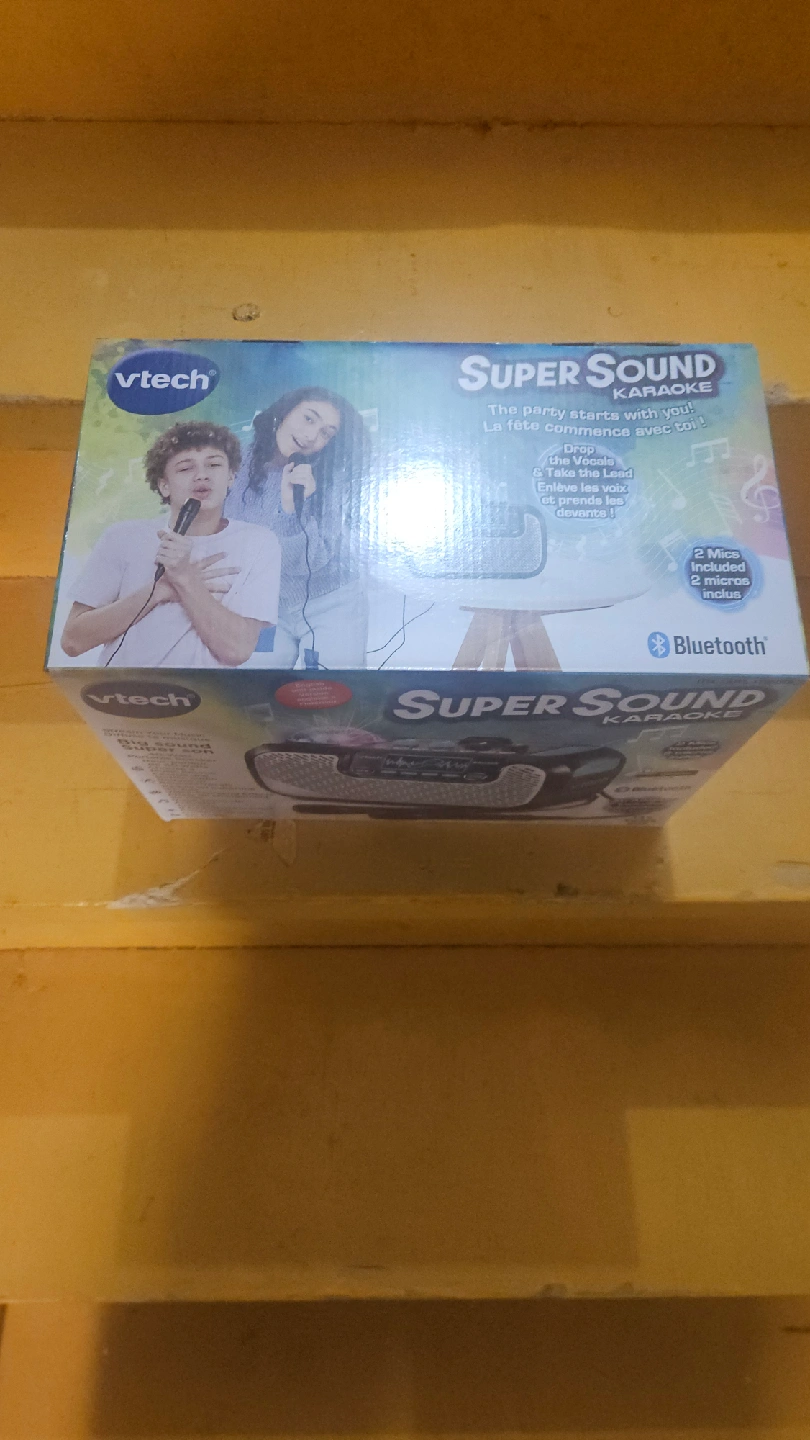 vtech®
SUPER SOUND
KARAOKE
The party starts with you!
La fête commence avec toi !
Drop
the Vocals
& Take the Lead
Enlève les voix
et prends les
devants !
2 Mics
Included
2 micros
inclus
Bluetooth®
vtech®
SUPER SOUND
KARAOKE
Big sound
Super son
Bluetooth